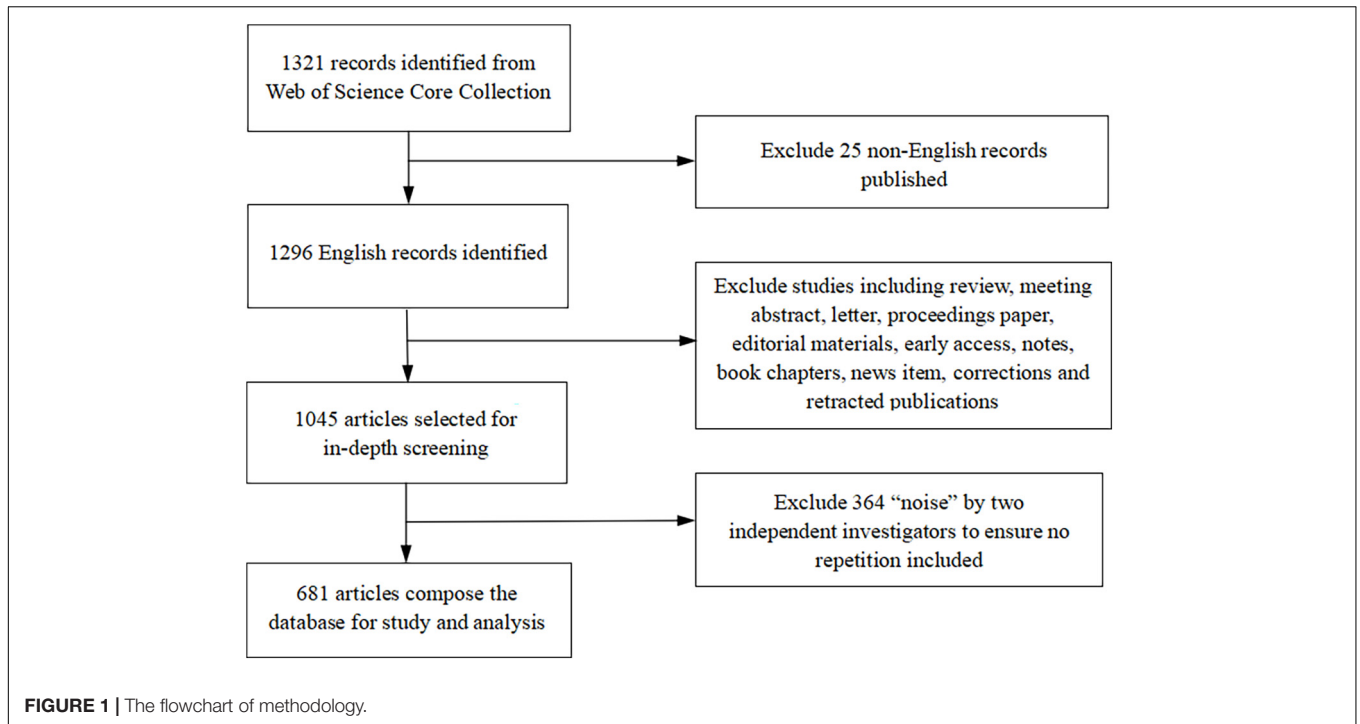 1321 records identified from
Web of Science Core Collection
Exclude 25 non-English records
published
1296 English records identified
Exclude studies including review, meeting
abstract, letter, proceedings paper,
editorial materials, early access, notes,
book chapters, news item, corrections and
retracted publications
1045 articles selected for
in-depth screening
Exclude 364 “noise” by two
independent investigators to ensure no
repetition included
681 articles compose the
database for study and analysis
FIGURE 1 | The flowchart of methodology.